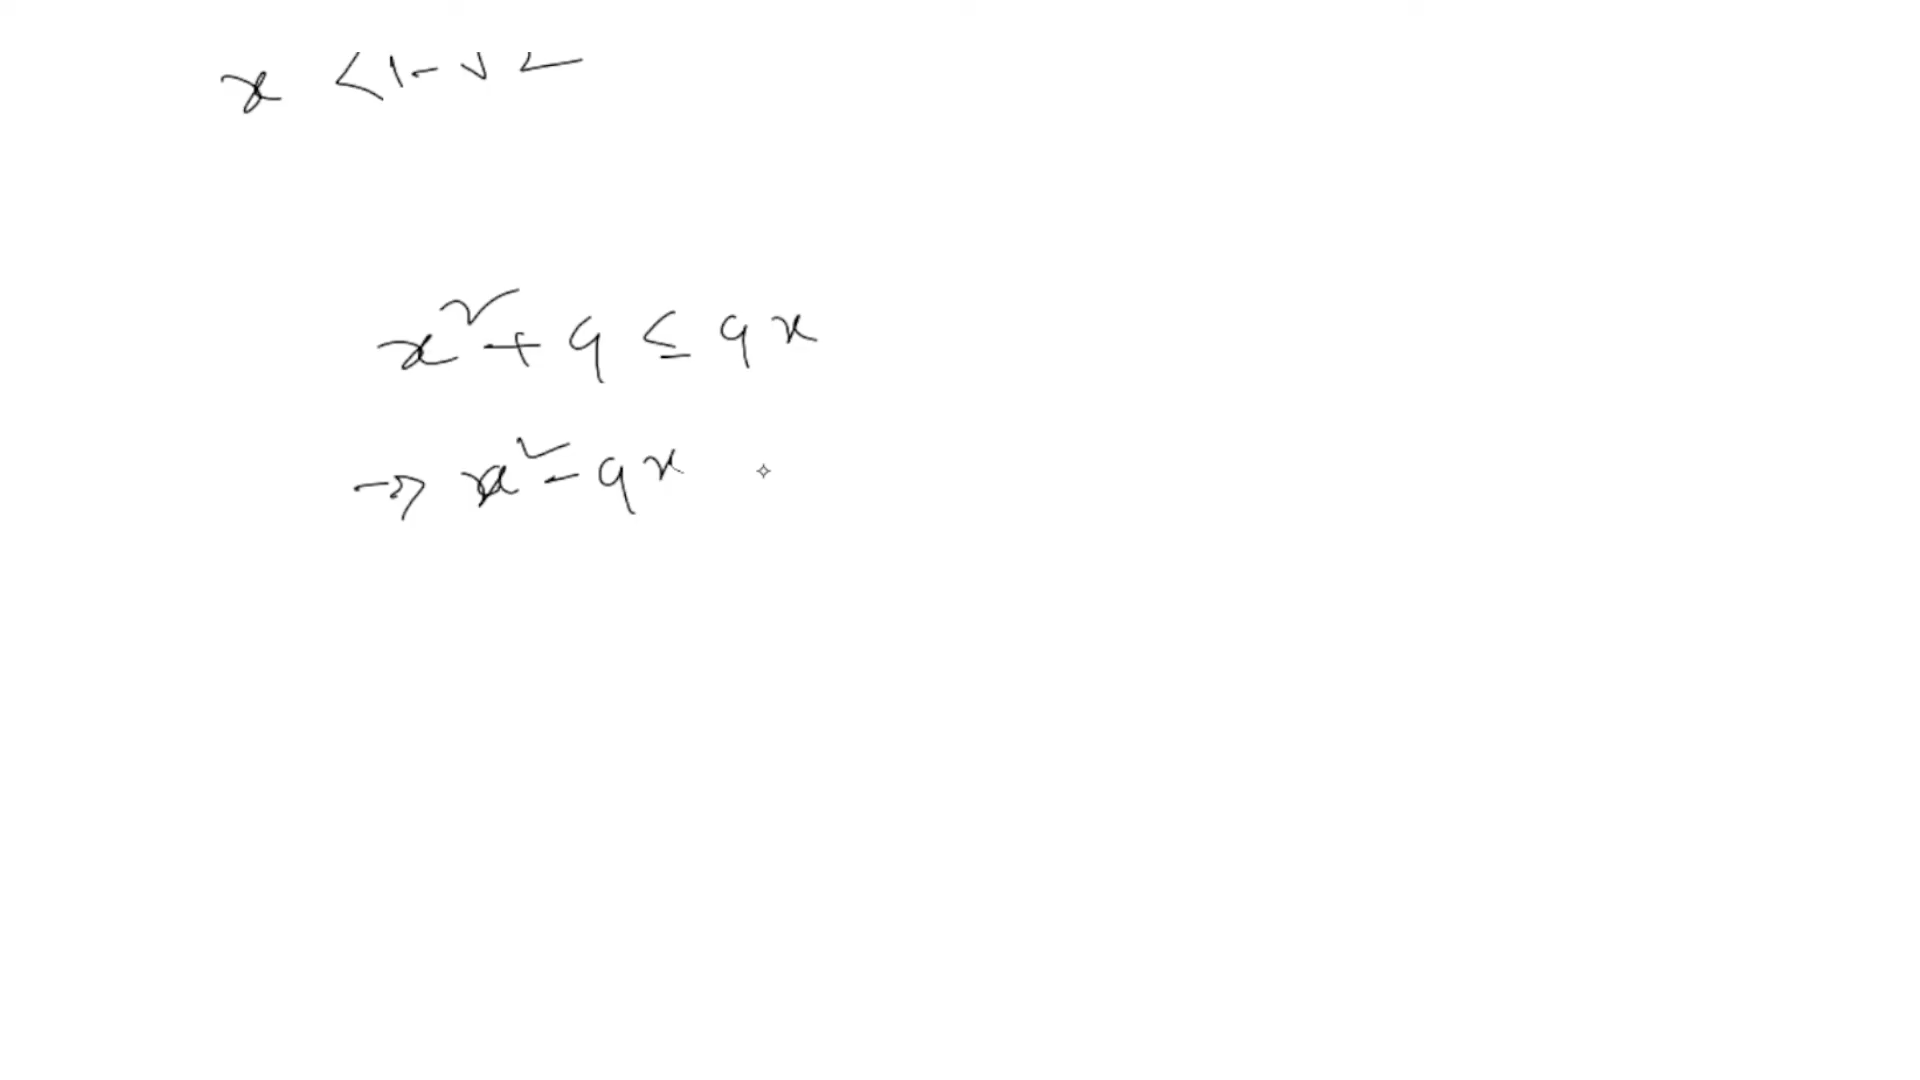 x < 1 - √2
x² + 9 ≤ 9x
⇒ x² - 9x